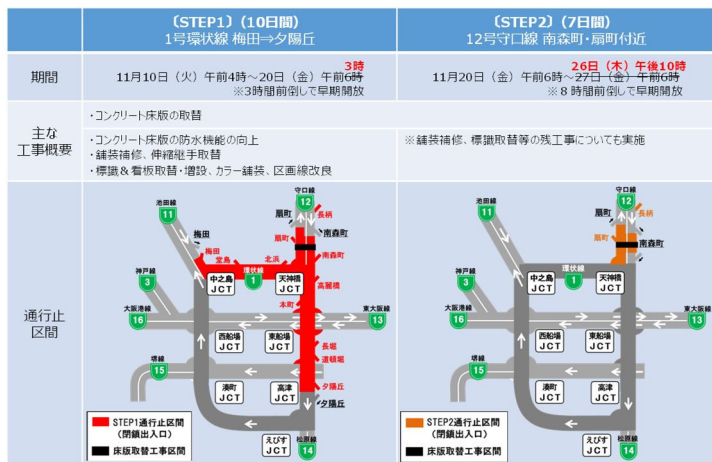 〔STEP1〕(10日間)
1号環状線 梅田⇒夕陽丘
〔STEP2〕(7日間)
12号守口線 南森町・扇町付近
期間
3時
11月10日（火）午前4時～20日（金）午前6時
※3時間前倒して早期開放
26日（木）午後10時
11月20日（金）午前6時～27日（金）午前6時
※８時間前倒して早期開放
主な
工事概要
・コンクリート床版の取替
・コンクリート床版の防水機能の向上
・舗装補修、伸縮継手取替
・標識＆看板取替・増設、カラー舗装、区画線改良
※舗装補修、標識取替等の残工事についても実施
通行止
区間
守口線
12
池田線
11
扇町
長柄
梅田
扇町
南森町
梅田
堂島
北浜
南森町
環状線
1
神戸線
3
中之島
JCT
天神橋
JCT
高麗橋
本町
大阪港線
16
東大阪線
13
西船場
JCT
東船場
JCT
長堀
道頓堀
堺線
15
湊町
JCT
高津
JCT
夕陽丘
夕陽丘
えびす
JCT
松原線
14
STEP1通行止区間
(閉鎖出入口)
床版取替工事区間
守口線
12
池田線
11
扇町
長柄
扇町
南森町
環状線
1
神戸線
3
中之島
JCT
天神橋
JCT
大阪港線
16
東大阪線
13
西船場
JCT
東船場
JCT
堺線
15
湊町
JCT
高津
JCT
えびす
JCT
松原線
14
STEP2通行止区間
(閉鎖出入口)
床版取替工事区間